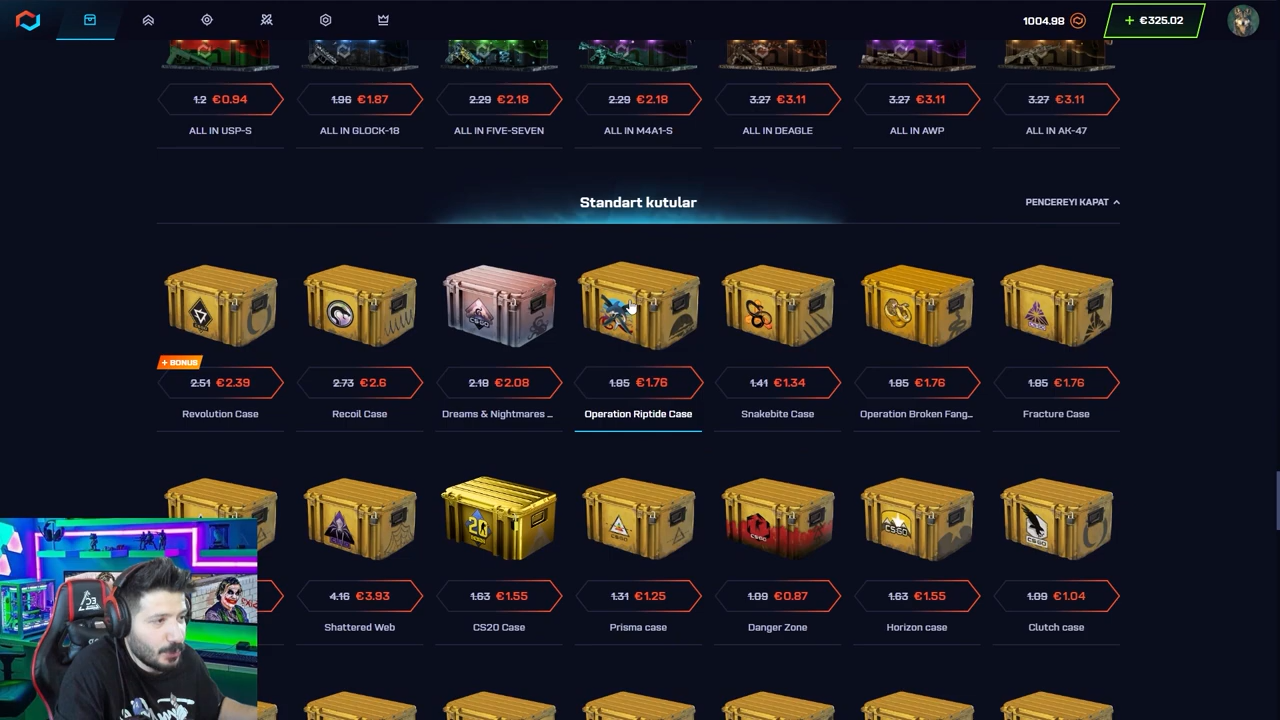 1004.98
+ €325.02
1.2 €0.94
1.96 €1.87
2.29 €2.18
2.29 €2.18
3.27 €3.11
3.27 €3.11
3.27 €3.11
ALL IN USP-S
ALL IN GLOCK-18
ALL IN FIVE-SEVEN
ALL IN M4A1-S
ALL IN DEAGLE
ALL IN AWP
ALL IN AK-47
Standart kutular
PENCEREYI KAPAT
+ BONUS
2.51 €2.39
2.73 €2.6
2.18 €2.08
1.85 €1.76
1.41 €1.34
1.85 €1.76
1.85 €1.76
Revolution Case
Recoil Case
Dreams & Nightmares ...
Operation Riptide Case
Snakebite Case
Operation Broken Fang...
Fracture Case
4.16 €3.93
1.63 €1.55
1.31 €1.25
1.09 €0.87
1.63 €1.55
1.09 €1.04
Shattered Web
CS20 Case
Prisma case
Danger Zone
Horizon case
Clutch case